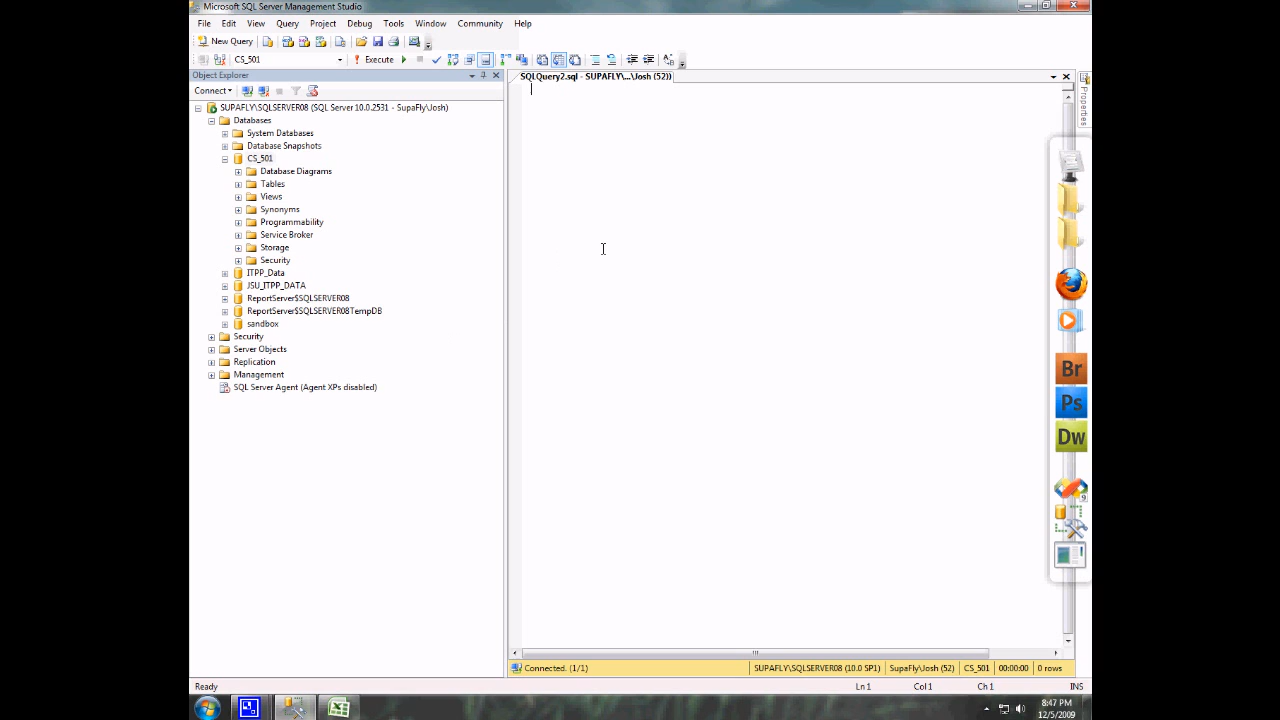 Microsoft SQL Server Management Studio
File Edit View Query Project Debug Tools Window Community Help
New Query
CS_501 Execute
Object Explorer
SQLQuery2.sql - SUPAFLY\...\Josh (52))
Properties
Connect
SUPAFLY\SQLSERVER08 (SQL Server 10.0.2531 - SupaFly\Josh)
Databases
System Databases
Database Snapshots
CS_501
Database Diagrams
Tables
Views
Synonyms
Programmability
Service Broker
Storage
Security
ITPP_Data
JSU_ITPP_DATA
ReportServer$SQLSERVER08
ReportServer$SQLSERVER08TempDB
sandbox
Security
Server Objects
Replication
Management
SQL Server Agent (Agent XPs disabled)
Br
Ps
Dw
9
Connected. (1/1) SUPAFLY\SQLSERVER08 (10.0 SP1) SupaFly\Josh (52) CS_501 00:00:00 0 rows
Ready Ln 1 Col 1 Ch 1 INS
8:47 PM
12/5/2009